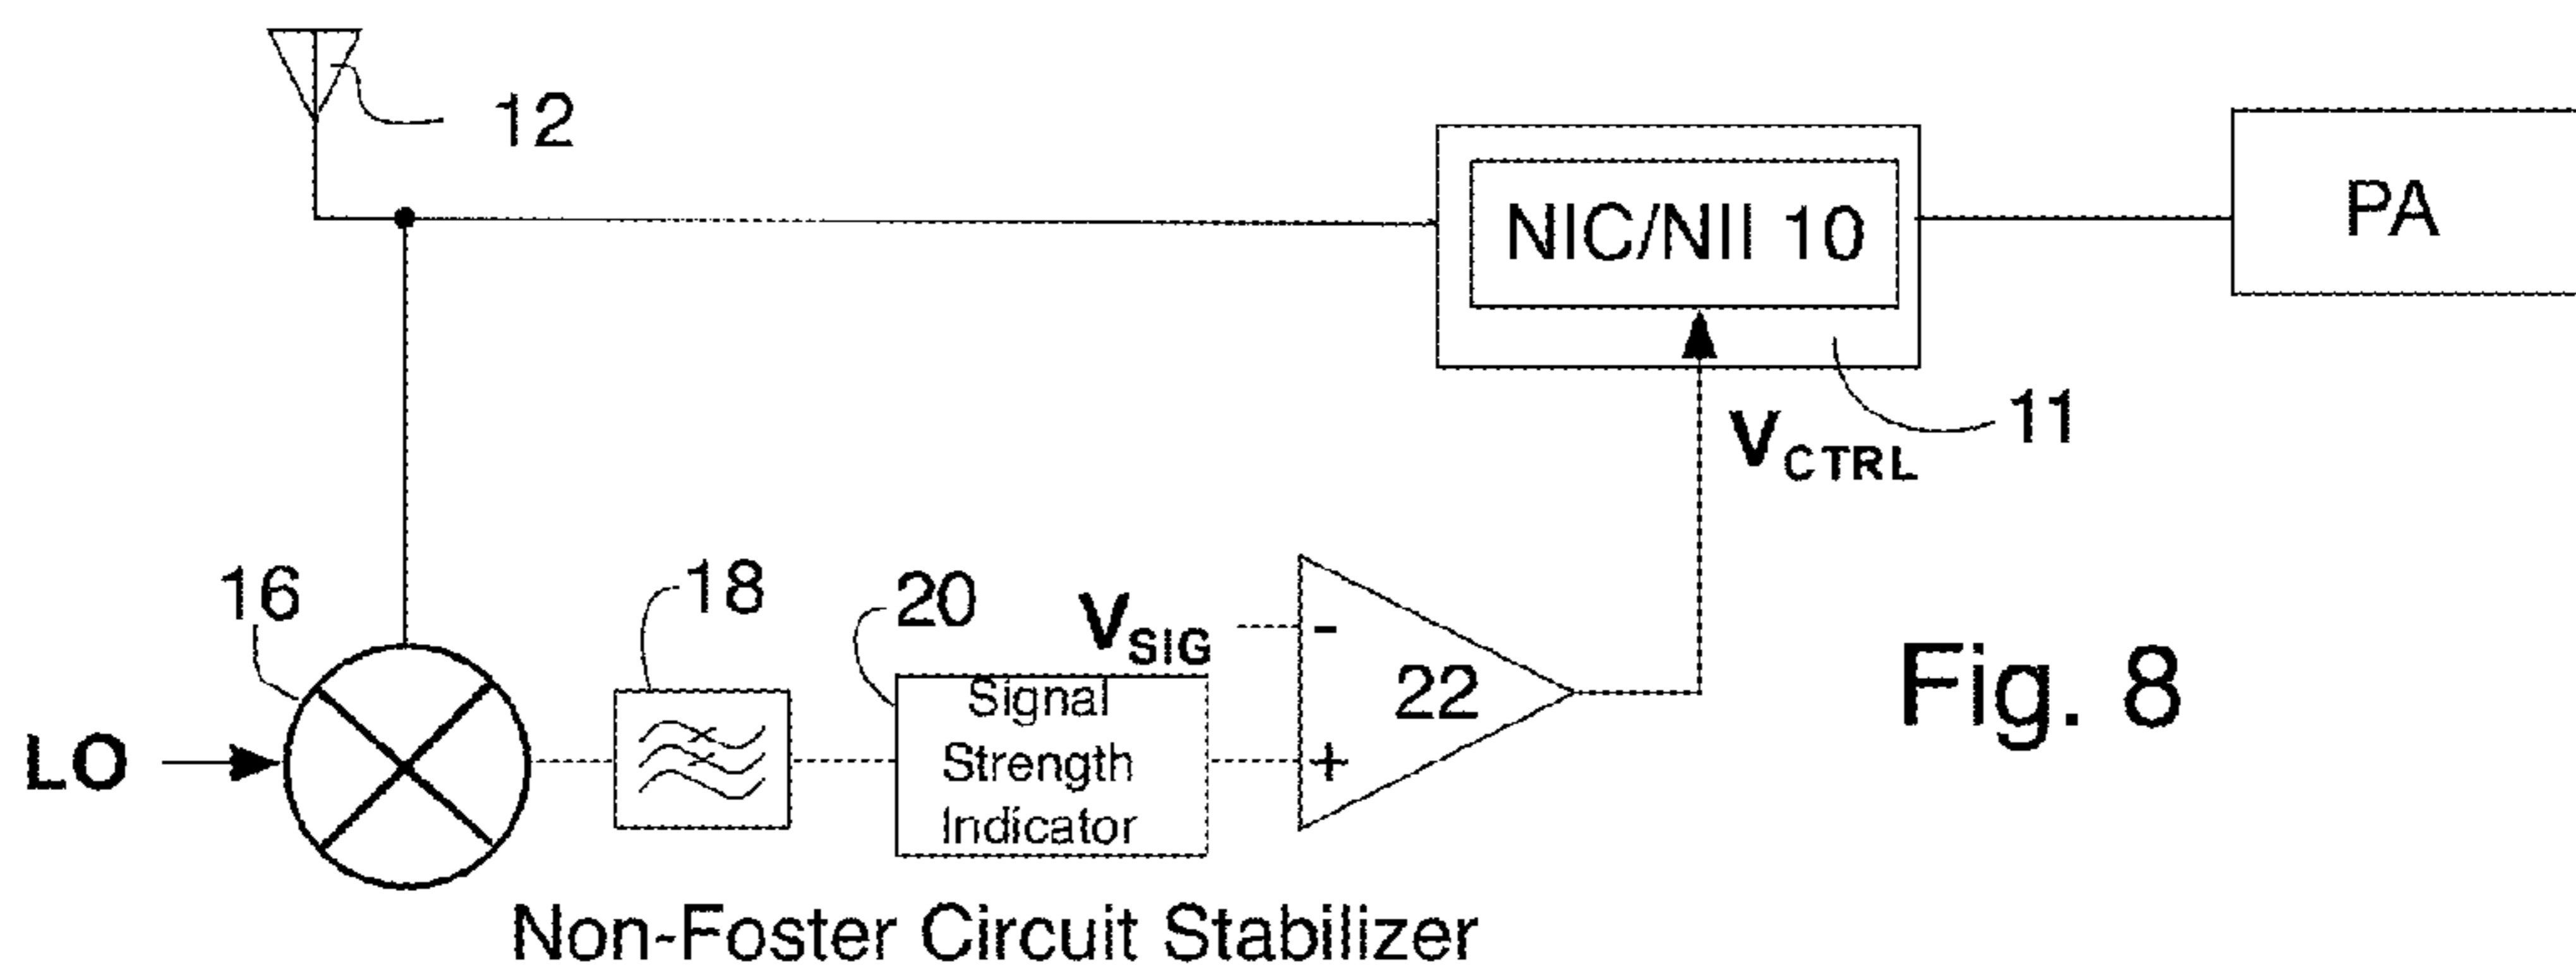 12
NIC/NII 10
PA
11
VCTRL
16
18
20
VSIG
-
22
Signal
Strength
Indicator
+
LO
Fig. 8
Non-Foster Circuit Stabilizer